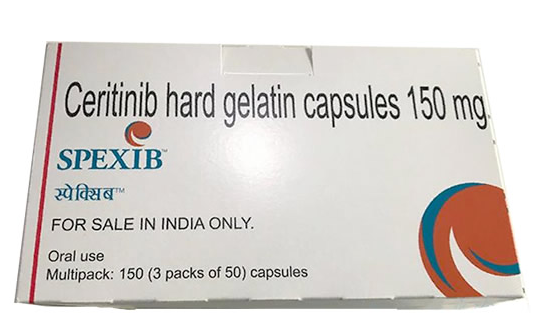 Ceritinib hard gelatin capsules 150 mg
SPEXIB™
स्पेक्सिब™
FOR SALE IN INDIA ONLY.
Oral use
Multipack: 150 (3 packs of 50) capsules